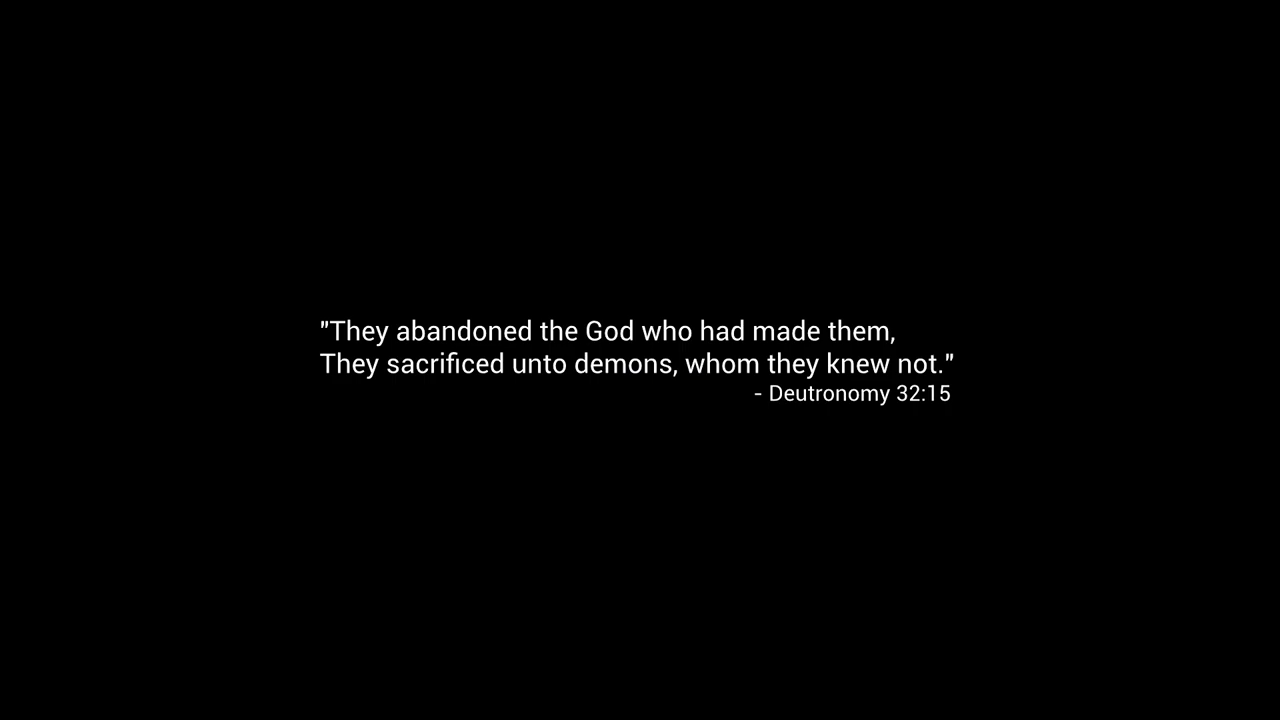 "They abandoned the God who had made them,
They sacrificed unto demons, whom they knew not."
- Deutronomy 32:15